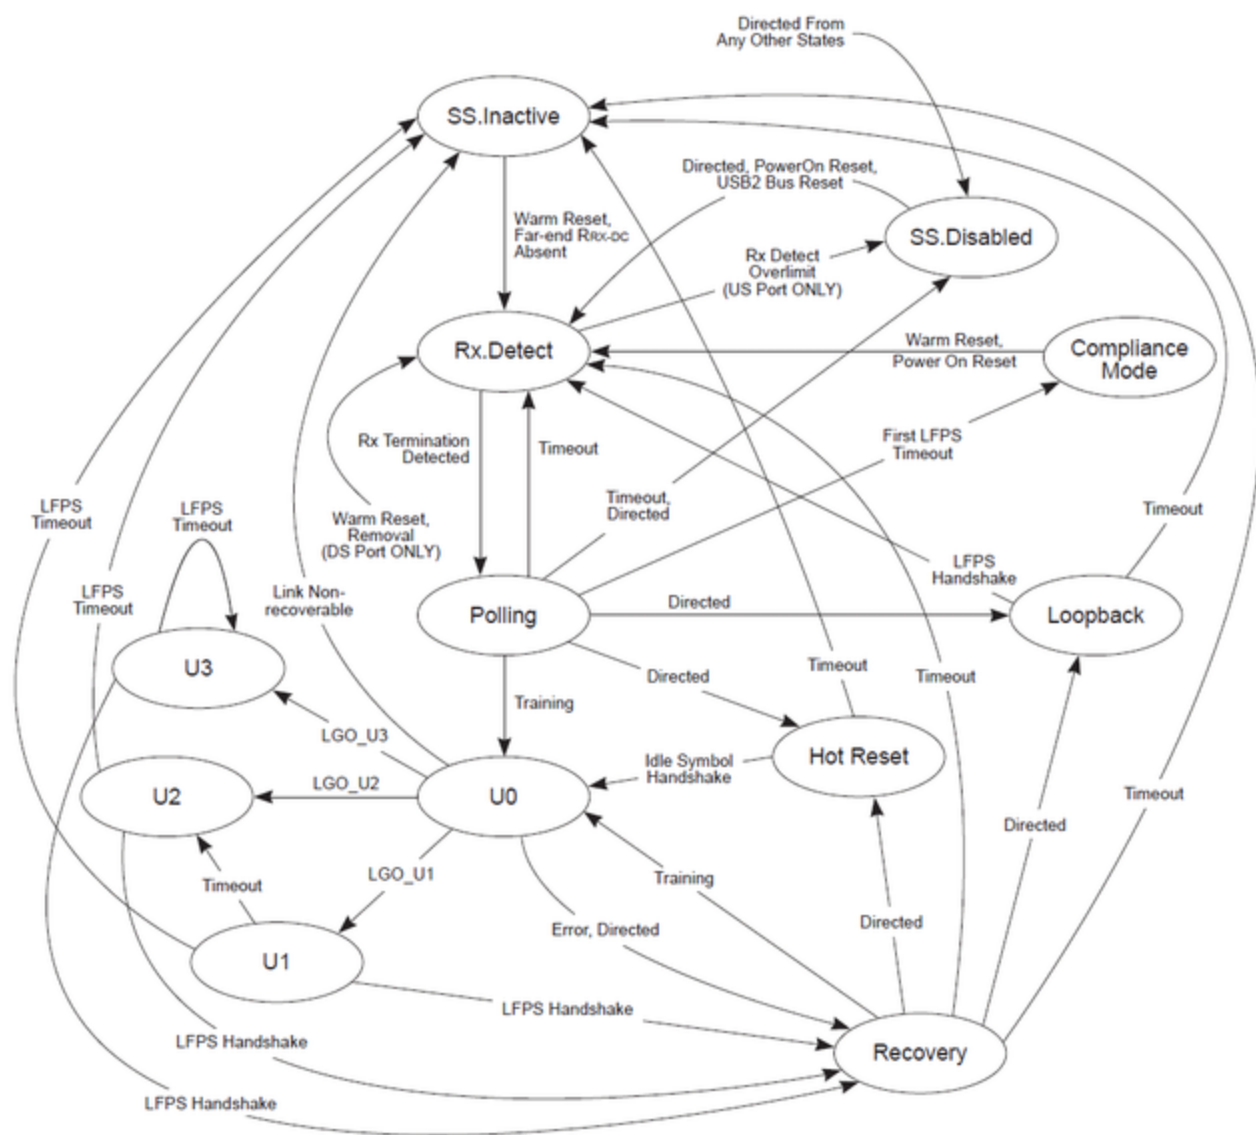 Directed From
Any Other States
SS.Inactive
Directed, PowerOn Reset,
USB2 Bus Reset
SS.Disabled
Warm Reset,
Far-end RRX-DC
Absent
Rx Detect
Overlimit
(US Port ONLY)
Rx.Detect
Warm Reset,
Power On Reset
Compliance
Mode
Rx Termination
Detected
Timeout
First LFPS
Timeout
LFPS
Timeout
LFPS
Timeout
Warm Reset,
Removal
(DS Port ONLY)
Timeout,
Directed
Timeout
LFPS
Timeout
Link Non-
recoverable
LFPS
Handshake
Polling
Directed
Loopback
U3
Directed
Timeout
Timeout
Training
LGO_U3
Idle Symbol
Handshake
Hot Reset
U2
LGO_U2
U0
Timeout
Directed
LGO_U1
Timeout
Training
Error, Directed
Directed
U1
LFPS Handshake
LFPS Handshake
Recovery
LFPS Handshake